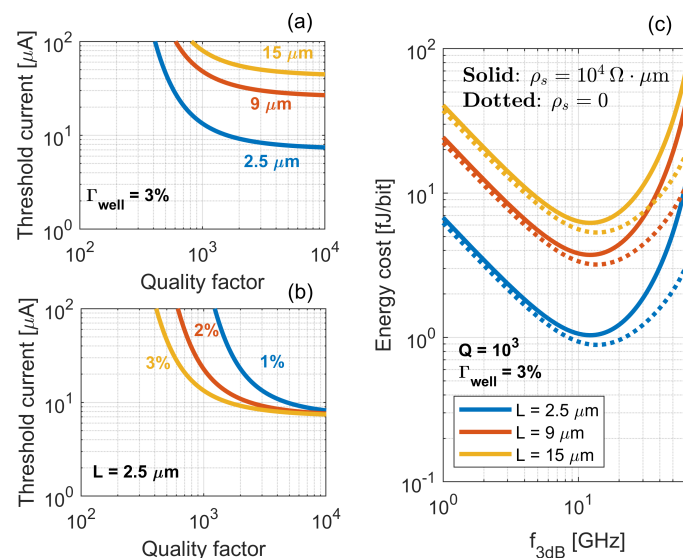 (a)
Threshold current [μA]
10²
10¹
10⁰
15 μm
9 μm
2.5 μm
Γwell = 3%
10² 10³ 10⁴
Quality factor
(b)
Threshold current [μA]
10²
10¹
10⁰
3%
2%
1%
L = 2.5 μm
10² 10³ 10⁴
Quality factor
(c)
Energy cost [fJ/bit]
10²
10¹
10⁰
10⁻¹
Solid: ρs = 10⁴ Ω · μm
Dotted: ρs = 0
Q = 10³
Γwell = 3%
L = 2.5 μm
L = 9 μm
L = 15 μm
10⁰ 10¹
f3dB [GHz]